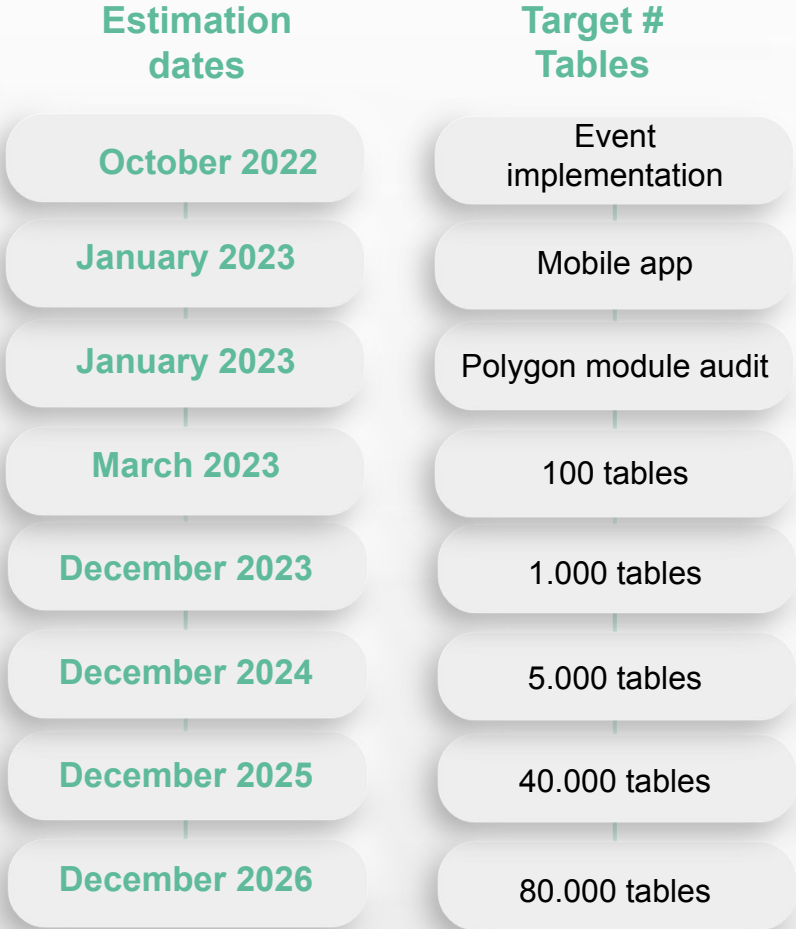 Estimation
dates
Target #
Tables
October 2022
Event
implementation
January 2023
Mobile app
January 2023
Polygon module audit
March 2023
100 tables
December 2023
1.000 tables
December 2024
5.000 tables
December 2025
40.000 tables
December 2026
80.000 tables